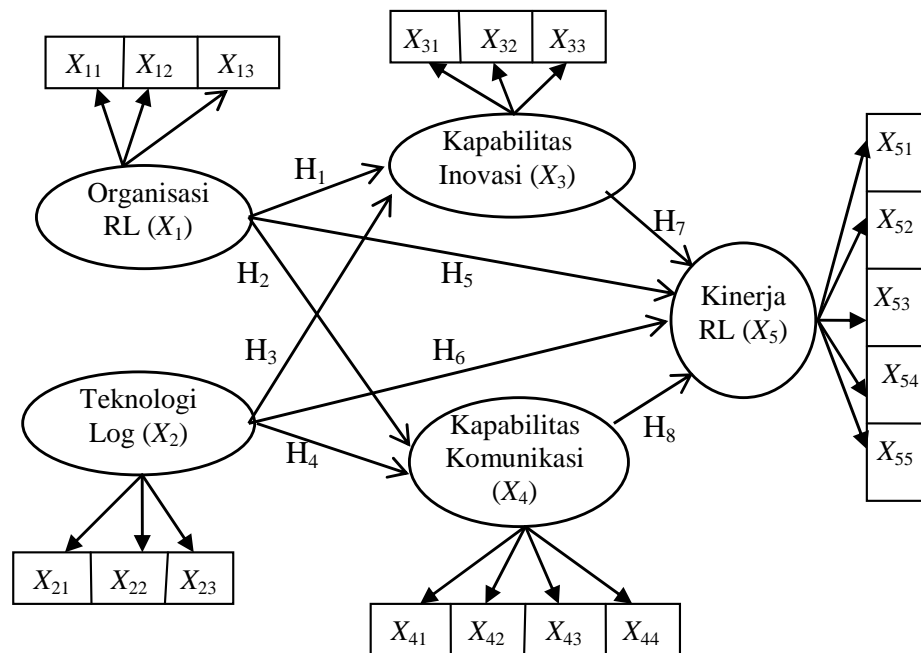 X11 X12 X13
X31 X32 X33
Organisasi
RL (X1)
Kapabilitas
Inovasi (X3)
H1
H2
H3
H4
H5
H6
H7
H8
Teknologi
Log (X2)
Kapabilitas
Komunikasi
(X4)
Kinerja
RL (X5)
X51
X52
X53
X54
X55
X21 X22 X23
X41 X42 X43 X44